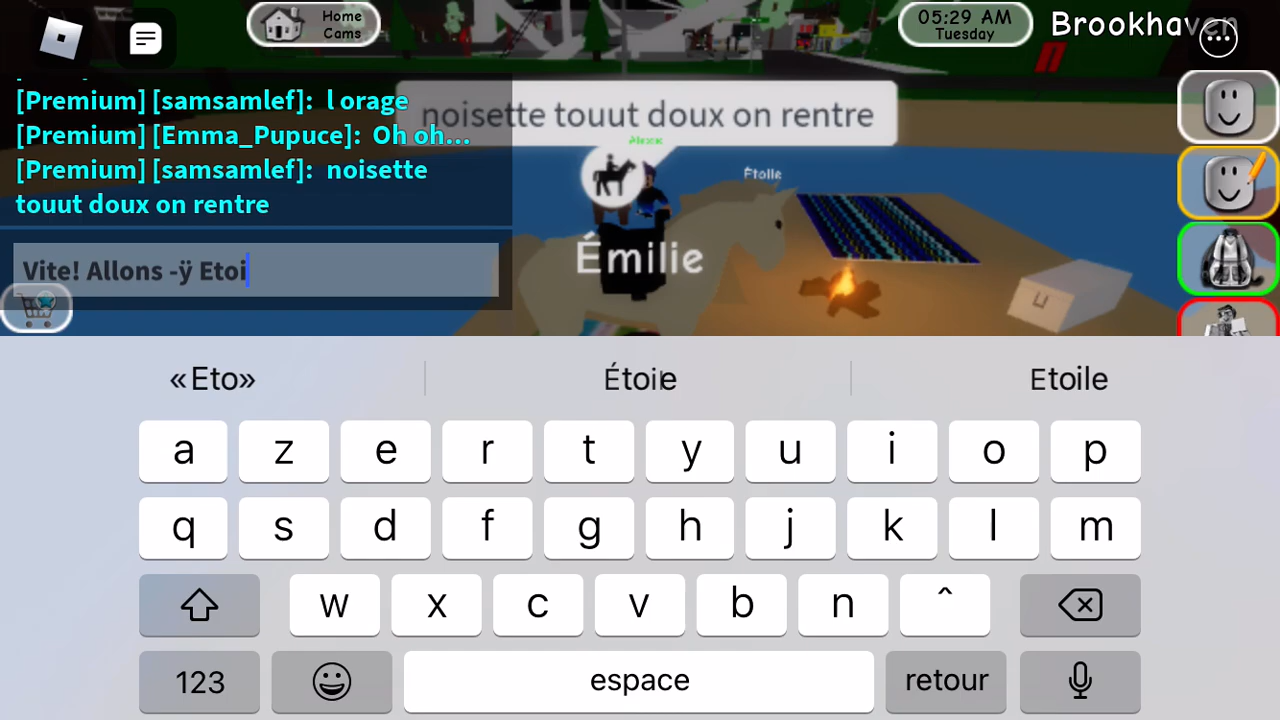 Home
Cams
05:29 AM
Tuesday
Brookhaven
[Premium] [samsamlef]: l orage
[Premium] [Emma_Pupuce]: Oh oh...
[Premium] [samsamlef]: noisette
touut doux on rentre
noisette touut doux on rentre
Étoile
Émilie
Vite! Allons -ÿ Etoi
«Eto» Étoie Etoile
a z e r t y u i o p
q s d f g h j k l m
w x c v b n ^
123 espace retour